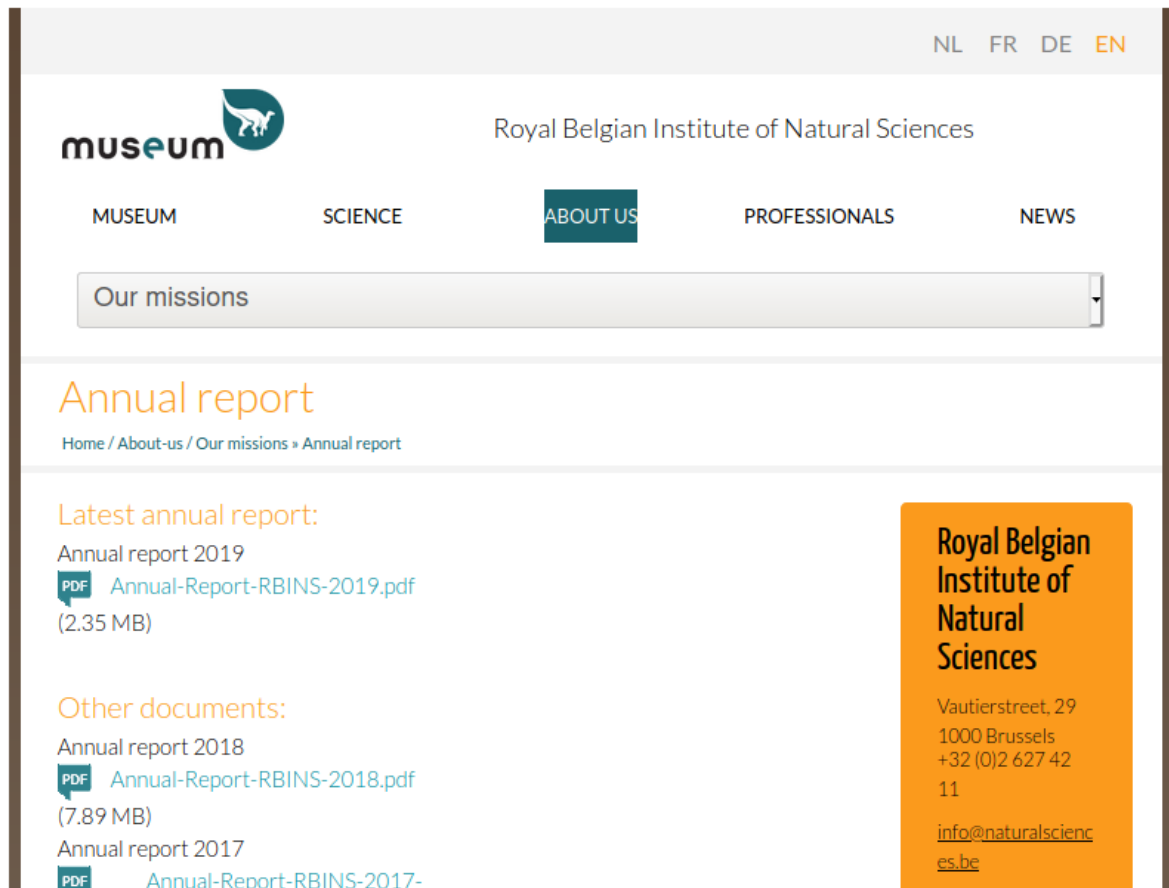 NL FR DE EN
museum
Royal Belgian Institute of Natural Sciences
MUSEUM SCIENCE ABOUT US PROFESSIONALS NEWS
Our missions
Annual report
Home / About-us / Our missions » Annual report
Latest annual report:
Annual report 2019
PDF Annual-Report-RBINS-2019.pdf
(2.35 MB)
Other documents:
Annual report 2018
PDF Annual-Report-RBINS-2018.pdf
(7.89 MB)
Annual report 2017
PDF Annual-Report-RBINS-2017-
Royal Belgian
Institute of
Natural
Sciences
Vautierstreet, 29
1000 Brussels
+32 (0)2 627 42
11
info@naturalscienc
es.be